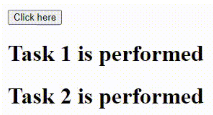 Click here
Task 1 is performed
Task 2 is performed